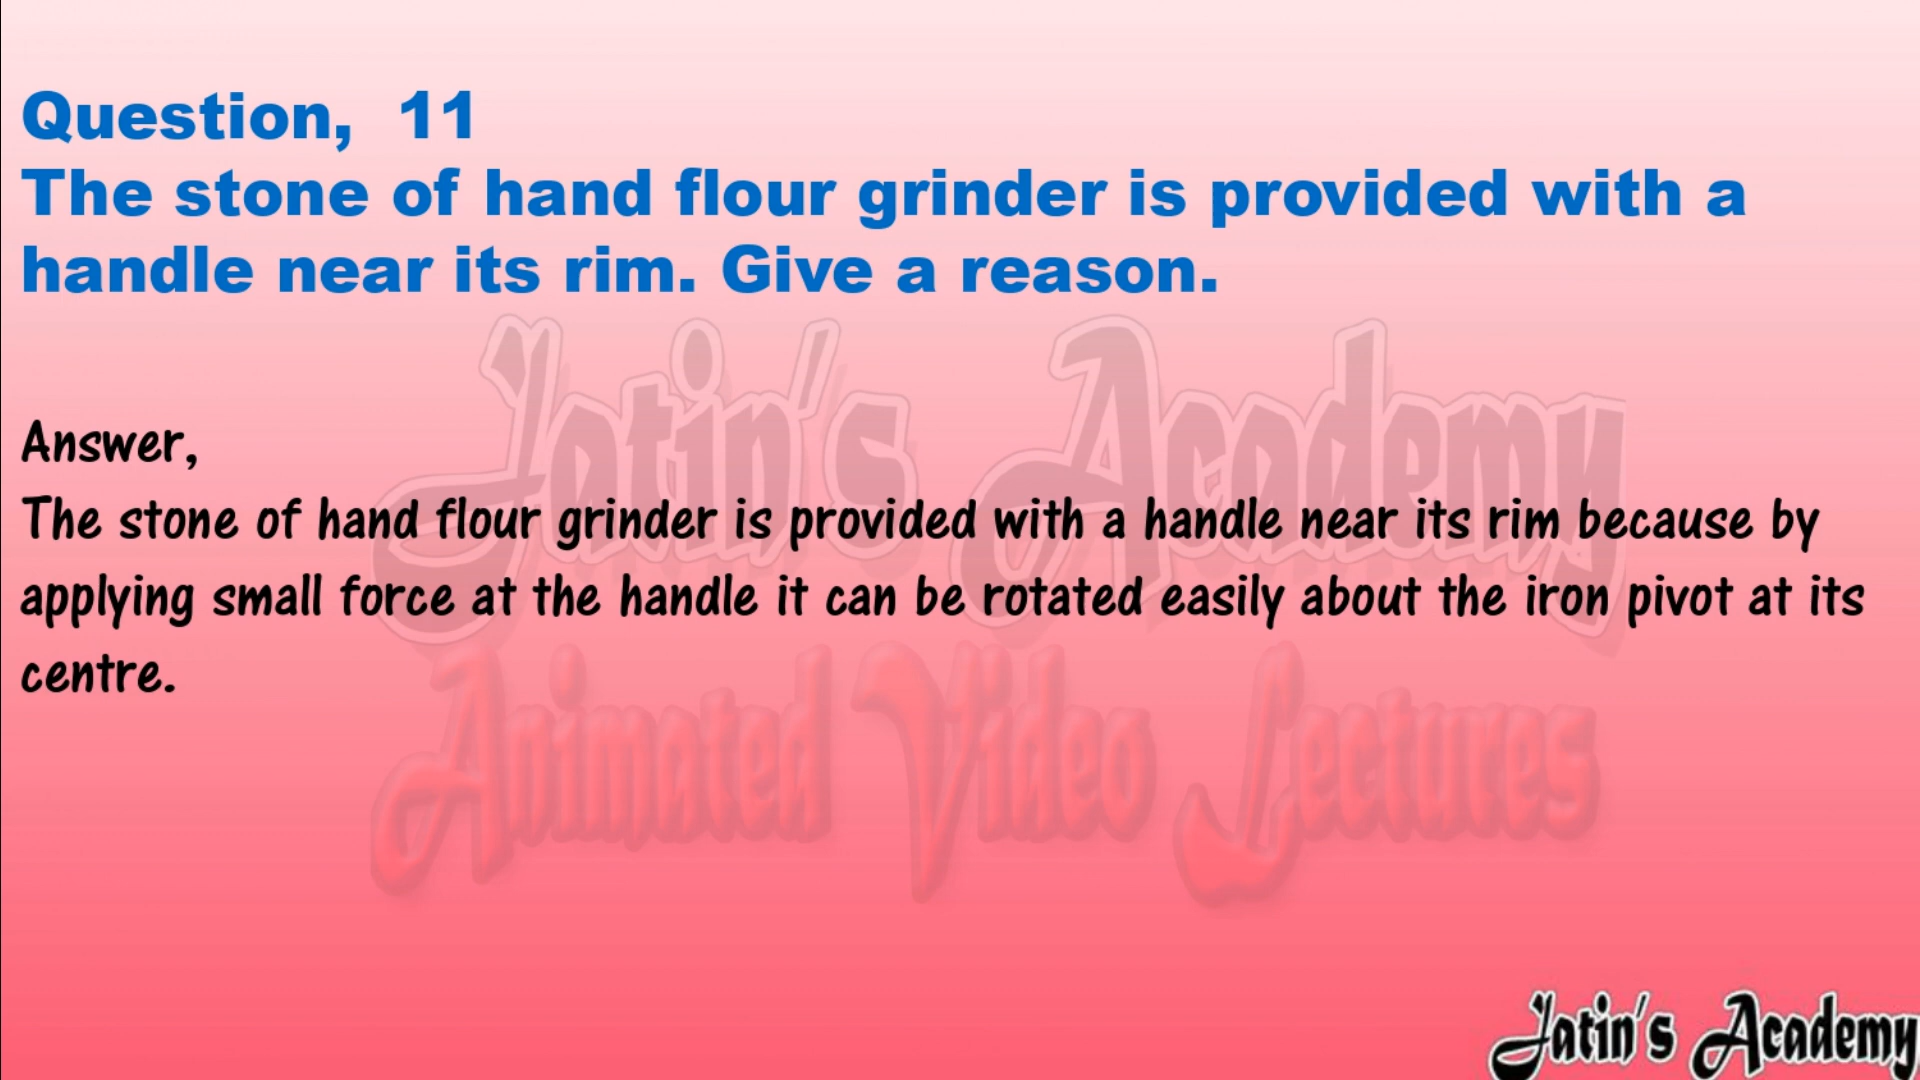 Question, 11
The stone of hand flour grinder is provided with a
handle near its rim. Give a reason.
Jatin's Academy
Answer,
The stone of hand flour grinder is provided with a handle near its rim because by
applying small force at the handle it can be rotated easily about the iron pivot at its
centre.
Animated Video Lectures
Jatin's Academy